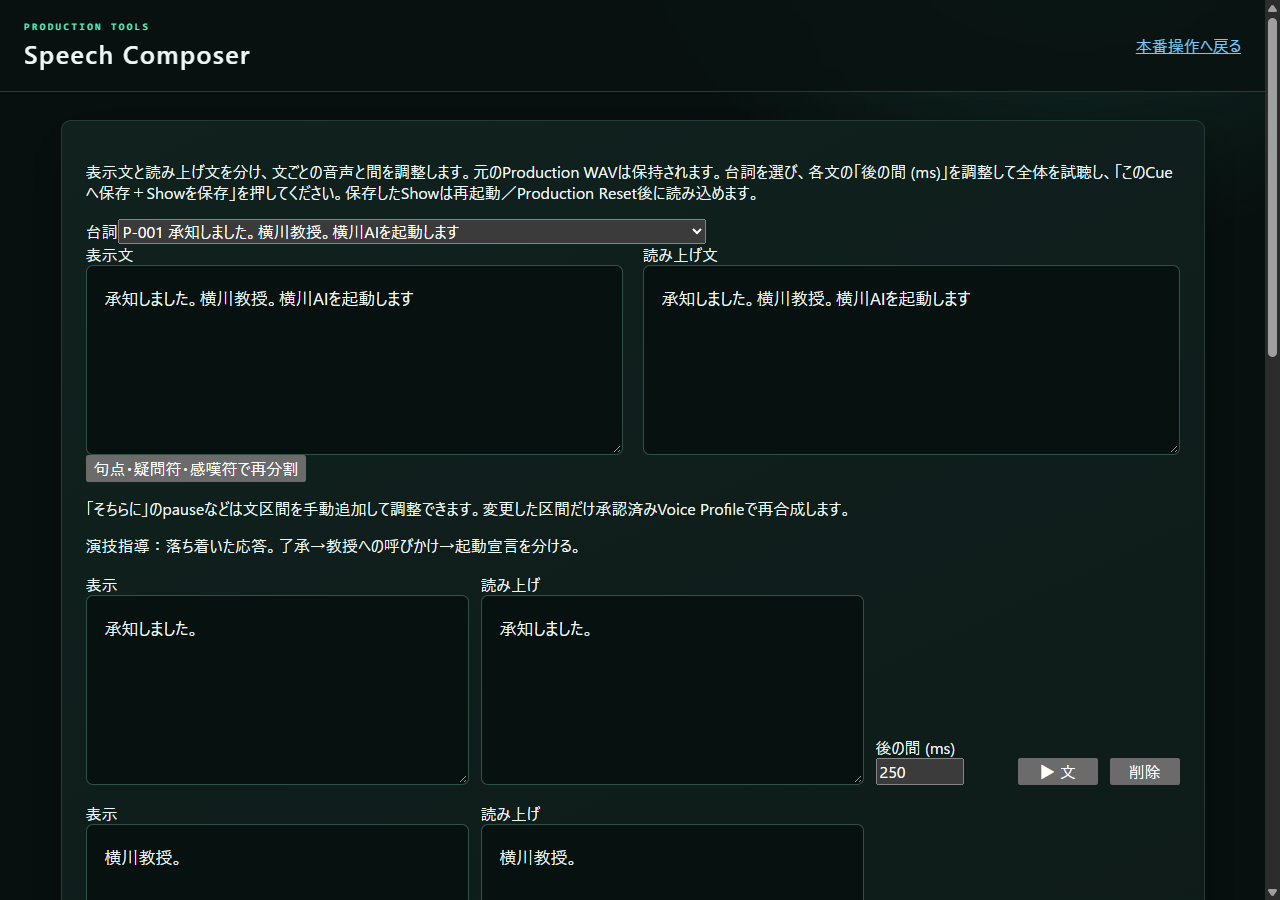 PRODUCTION TOOLS
Speech Composer
本番操作へ戻る
表示文と読み上げ文を分け、文ごとの音声と間を調整します。元のProduction WAVは保持されます。台詞を選び、各文の「後の間 (ms)」を調整して全体を試聴し、「このCue
へ保存＋Showを保存」を押してください。保存したShowは再起動／Production Reset後に読み込めます。
台詞 P-001 承知しました。横川教授。横川AIを起動します
表示文 読み上げ文
承知しました。横川教授。横川AIを起動します 承知しました。横川教授。横川AIを起動します
句点・疑問符・感嘆符で再分割
「そちらに」のpauseなどは文区間を手動追加して調整できます。変更した区間だけ承認済みVoice Profileで再合成します。
演技指導：落ち着いた応答。了承→教授への呼びかけ→起動宣言を分ける。
表示 読み上げ
承知しました。 承知しました。
後の間 (ms)
250 ▶ 文 削除
表示 読み上げ
横川教授。 横川教授。